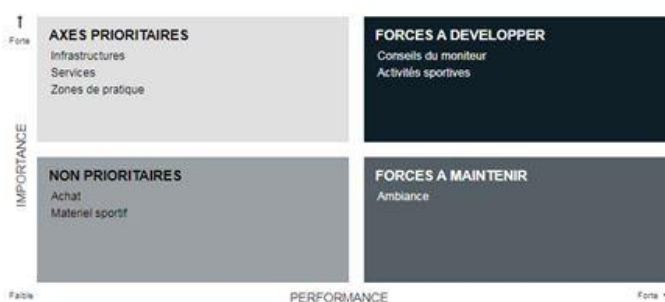 Forte
AXES PRIORITAIRES
Infrastructures
Services
Zones de pratique
FORCES A DEVELOPPER
Conseils du moniteur
Activités sportives
IMPORTANCE
NON PRIORITAIRES
Achat
Materiel sportif
FORCES A MAINTENIR
Ambiance
Faible
PERFORMANCE
Forte